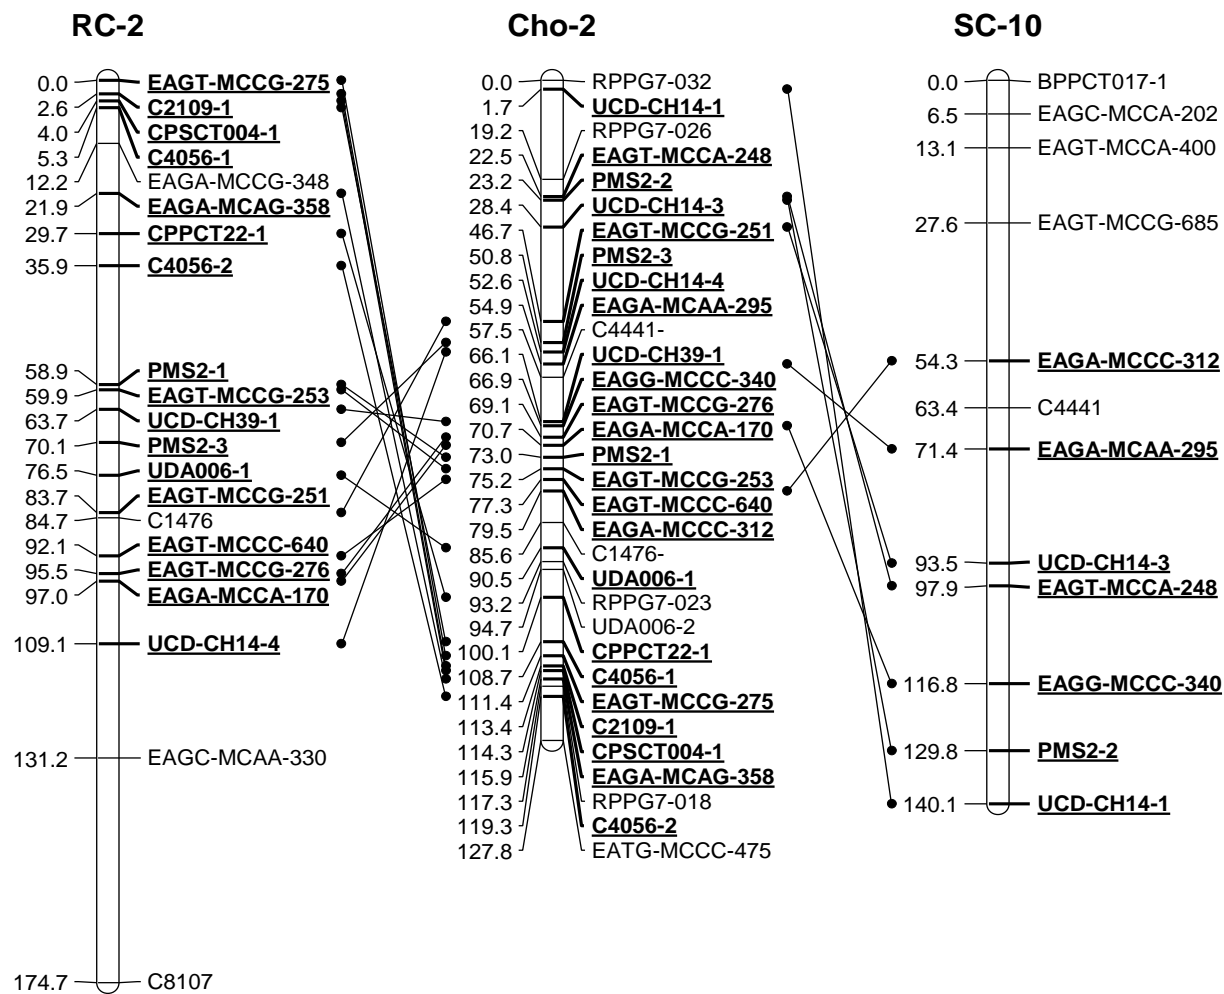 RC-2
0.0 EAGT-MCCG-275
2.6 C2109-1
4.0 CPSCT004-1
5.3 C4056-1
12.2 EAGA-MCCG-348
21.9 EAGA-MCAG-358
29.7 CPPCT22-1
35.9 C4056-2
58.9 PMS2-1
59.9 EAGT-MCCG-253
63.7 UCD-CH39-1
70.1 PMS2-3
76.5 UDA006-1
83.7 EAGT-MCCG-251
84.7 C1476
92.1 EAGT-MCCC-640
95.5 EAGT-MCCG-276
97.0 EAGA-MCCA-170
109.1 UCD-CH14-4
131.2 EAGC-MCAA-330
174.7 C8107
Cho-2
0.0 RPPG7-032
1.7 UCD-CH14-1
19.2 RPPG7-026
22.5 EAGT-MCCA-248
23.2 PMS2-2
28.4 UCD-CH14-3
46.7 EAGT-MCCG-251
50.8 PMS2-3
52.6 UCD-CH14-4
54.9 EAGA-MCAA-295
57.5 C4441-
66.1 UCD-CH39-1
66.9 EAGG-MCCC-340
69.1 EAGT-MCCG-276
70.7 EAGA-MCCA-170
73.0 PMS2-1
75.2 EAGT-MCCG-253
77.3 EAGT-MCCC-640
79.5 EAGA-MCCC-312
85.6 C1476-
90.5 UDA006-1
93.2 RPPG7-023
94.7 UDA006-2
100.1 CPPCT22-1
108.7 C4056-1
111.4 EAGT-MCCG-275
113.4 C2109-1
114.3 CPSCT004-1
115.9 EAGA-MCAG-358
117.3 RPPG7-018
119.3 C4056-2
127.8 EATG-MCCC-475
SC-10
0.0 BPPCT017-1
6.5 EAGC-MCCA-202
13.1 EAGT-MCCA-400
27.6 EAGT-MCCG-685
54.3 EAGA-MCCC-312
63.4 C4441
71.4 EAGA-MCAA-295
93.5 UCD-CH14-3
97.9 EAGT-MCCA-248
116.8 EAGG-MCCC-340
129.8 PMS2-2
140.1 UCD-CH14-1